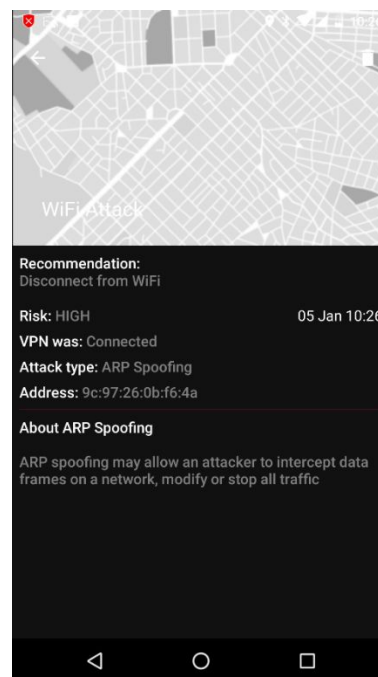 WiFi Attack
Recommendation:
Disconnect from WiFi
Risk: HIGH 05 Jan 10:26
VPN was: Connected
Attack type: ARP Spoofing
Address: 9c:97:26:0b:f6:4a
About ARP Spoofing
ARP spoofing may allow an attacker to intercept data
frames on a network, modify or stop all traffic